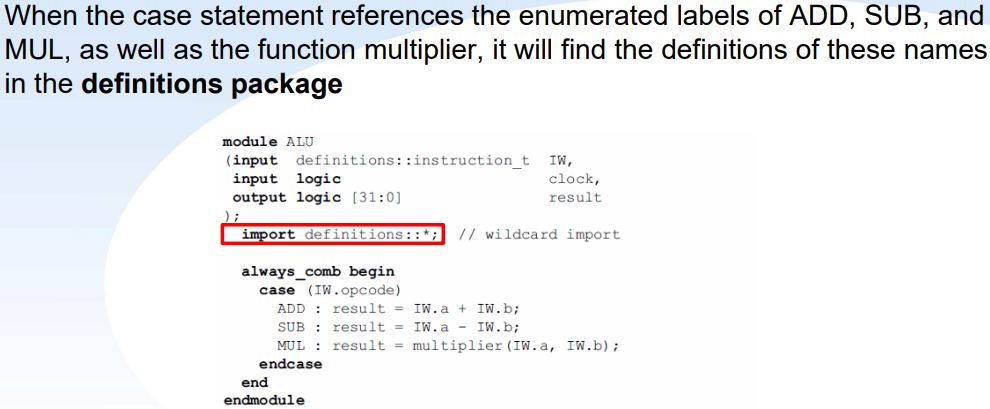 When the case statement references the enumerated labels of ADD, SUB, and
MUL, as well as the function multiplier, it will find the definitions of these names
in the definitions package
module ALU
(input  definitions::instruction_t  IW,
 input  logic                       clock,
 output logic [31:0]                result
);
  import definitions::*;  // wildcard import
  always_comb begin
    case (IW.opcode)
      ADD : result = IW.a + IW.b;
      SUB : result = IW.a - IW.b;
      MUL : result = multiplier(IW.a, IW.b);
    endcase
  end
endmodule